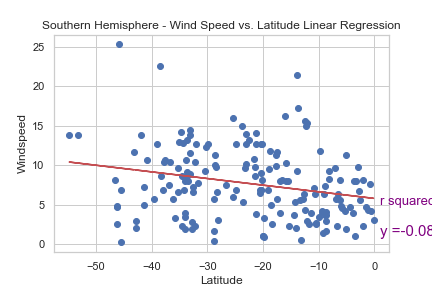 Southern Hemisphere - Wind Speed vs. Latitude Linear Regression
25
20
15
10
5
0
Windspeed
r squared
y =-0.08
−50
−40
−30
−20
−10
0
Latitude